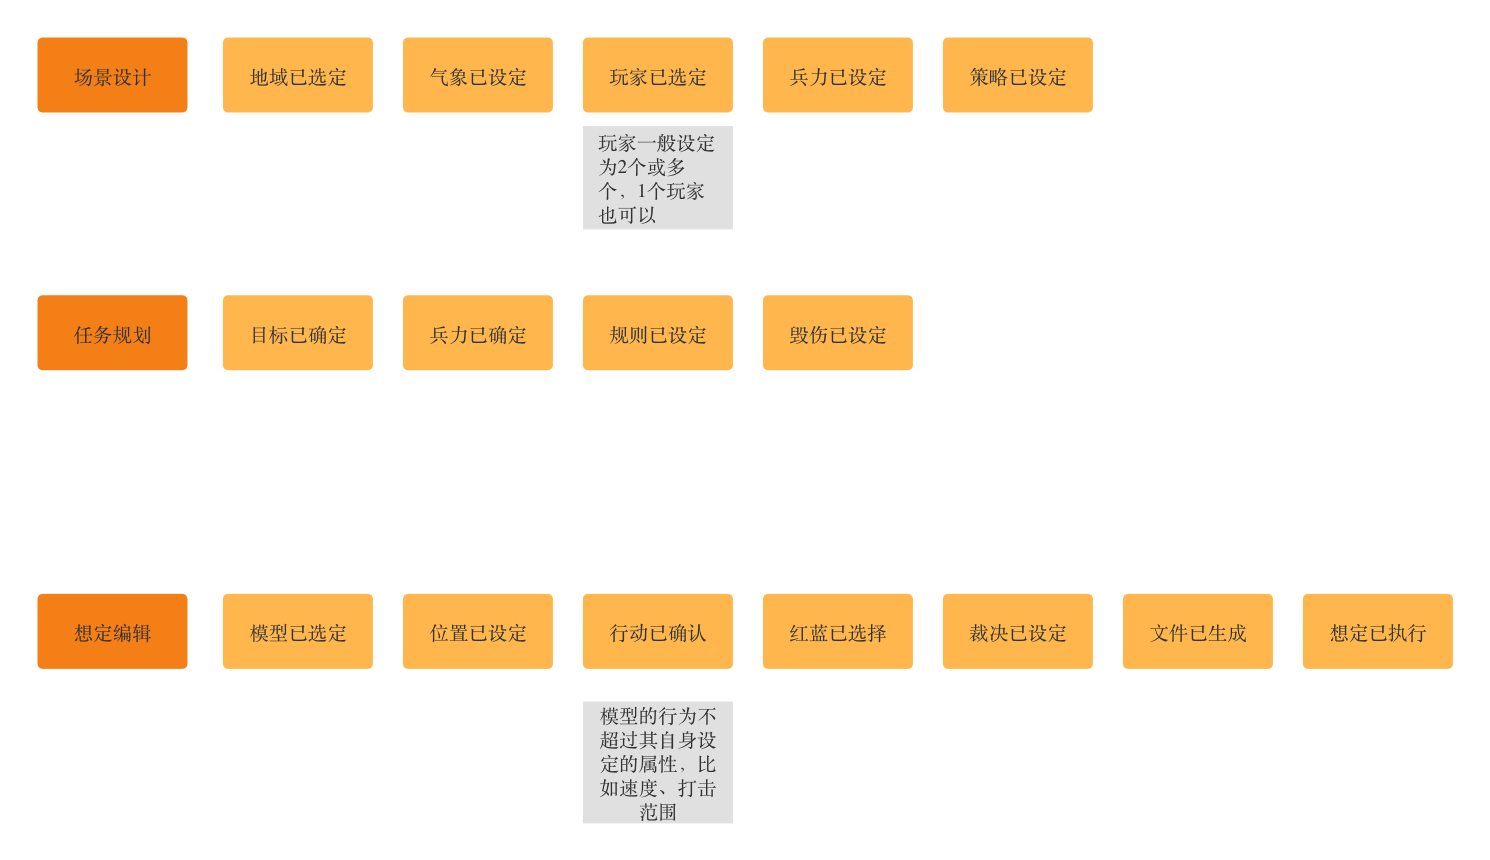 场景设计
地域已选定
气象已设定
玩家已选定
兵力已设定
策略已设定
玩家一般设定
为2个或多
个，1个玩家
也可以
任务规划
目标已确定
兵力已确定
规则已设定
毁伤已设定
想定编辑
模型已选定
位置已设定
行动已确认
红蓝已选择
裁决已设定
文件已生成
想定已执行
模型的行为不
超过其自身设
定的属性，比
如速度、打击
范围